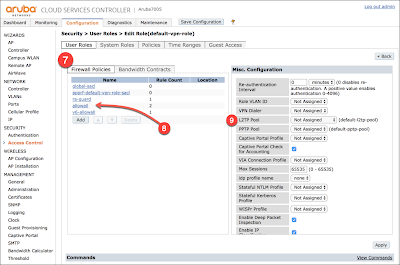 aruba NETWORKS
CLOUD SERVICES CONTROLLER | Aruba7005
Log out admin
Dashboard Monitoring Configuration Diagnostics Maintenance Save Configuration
WIZARDS
AP
Controller
Campus WLAN
Remote AP
AirWave
NETWORK
Controller
VLANs
Ports
Cellular Profile
IP
SECURITY
Authentication
> Access Control
WIRELESS
AP Configuration
AP Installation
MANAGEMENT
General
Administration
Certificates
SNMP
Logging
Clock
Guest Provisioning
Captive Portal
SMTP
Bandwidth Calculator
Threshold
Security > User Roles > Edit Role(default-vpn-role)
User Roles System Roles Policies Time Ranges Guest Access
« Back
7
Firewall Policies Bandwidth Contracts
Name Rule Count Location
global-sacl 0
apprf-default-vpn-role-sacl 0
ra-guard 1
allowall 2
v6-allowall 1
Add Delete
8
9
Misc. Configuration
Re-authentication Interval 0 minutes (0 disables re-authentication. A positive value enables authentication 0-4096)
Role VLAN ID Not Assigned
VPN Dialer Not Assigned
L2TP Pool Not Assigned (default-l2tp-pool)
PPTP Pool Not Assigned (default-pptp-pool)
Captive Portal Profile Not Assigned
Captive Portal Check for Accounting
VIA Connection Profile Not Assigned
Max Sessions 65535 (0 - 65535)
idp profile name none
Stateful NTLM Profile Not Assigned
Stateful Kerberos Profile Not Assigned
WISPr Profile Not Assigned
Enable Deep Packet Inspection
Enable IP
Apply
Commands
View Commands